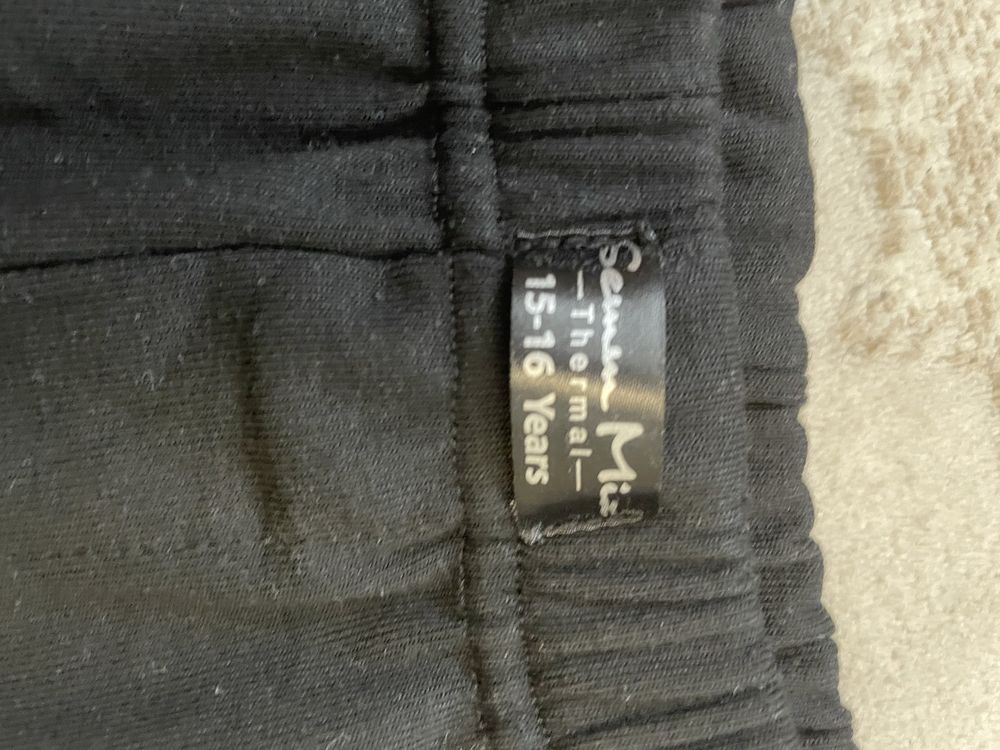 —Thermal—
15-16 Years